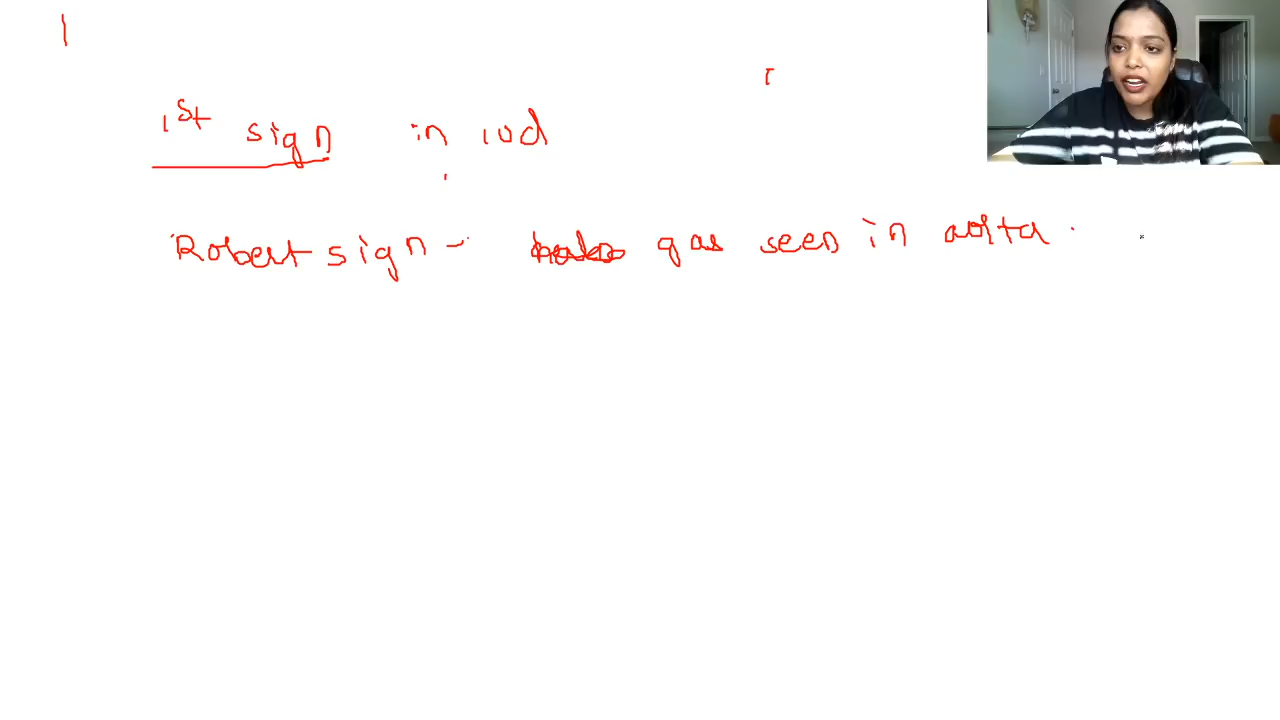 1st sign in iud
Robert sign - gas seen in aorta.